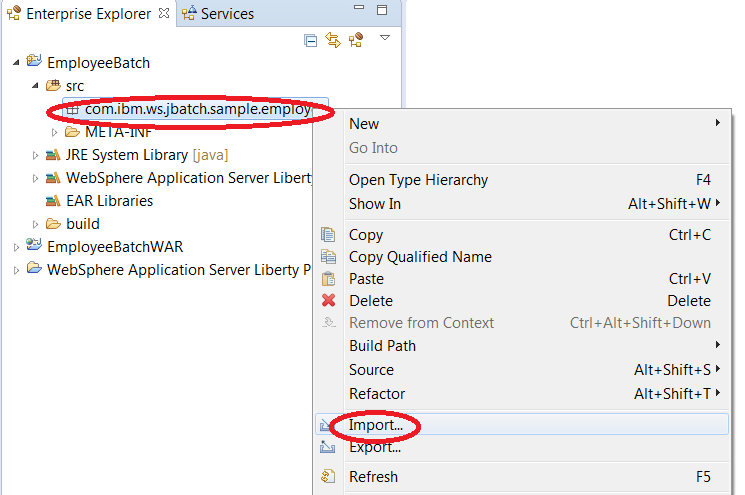 Enterprise Explorer Services
EmployeeBatch
src
com.ibm.ws.jbatch.sample.employ
META-INF
JRE System Library [java]
WebSphere Application Server Liberty
EAR Libraries
build
EmployeeBatchWAR
WebSphere Application Server Liberty P
New
Go Into
Open Type Hierarchy F4
Show In Alt+Shift+W
Copy Ctrl+C
Copy Qualified Name
Paste Ctrl+V
Delete Delete
Remove from Context Ctrl+Alt+Shift+Down
Build Path
Source Alt+Shift+S
Refactor Alt+Shift+T
Import...
Export...
Refresh F5